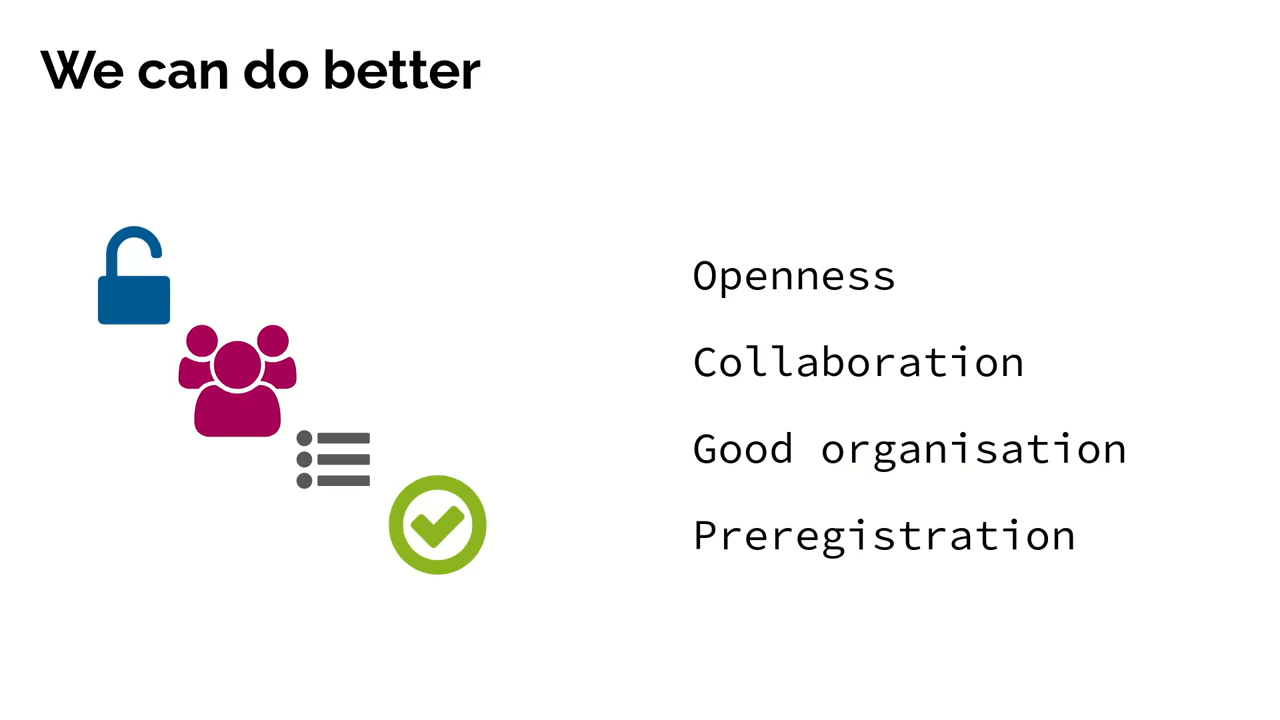 We can do better
Openness
Collaboration
Good organisation
Preregistration